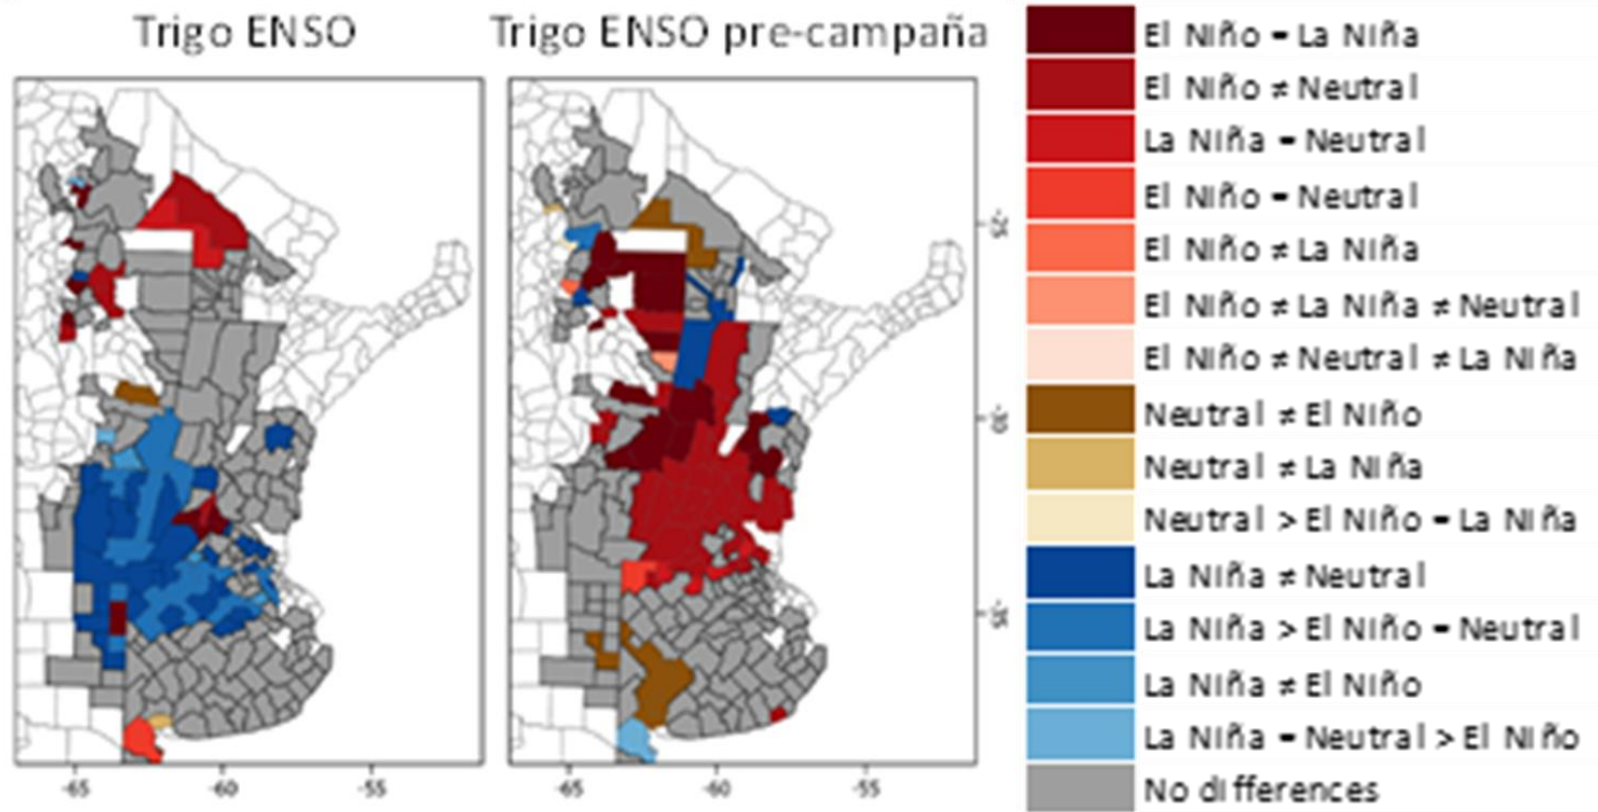 Trigo ENSO
Trigo ENSO pre-campaña
El Niño - La Niña
El Niño ≠ Neutral
La Niña - Neutral
El Niño - Neutral
El Niño ≠ La Niña
El Niño ≠ La Niña ≠ Neutral
El Niño ≠ Neutral ≠ La Niña
Neutral ≠ El Niño
Neutral ≠ La Niña
Neutral > El Niño - La Niña
La Niña ≠ Neutral
La Niña > El Niño - Neutral
La Niña ≠ El Niño
La Niña - Neutral > El Niño
No differences
-25
-30
-35
-65 -60 -55
-65 -60 -55